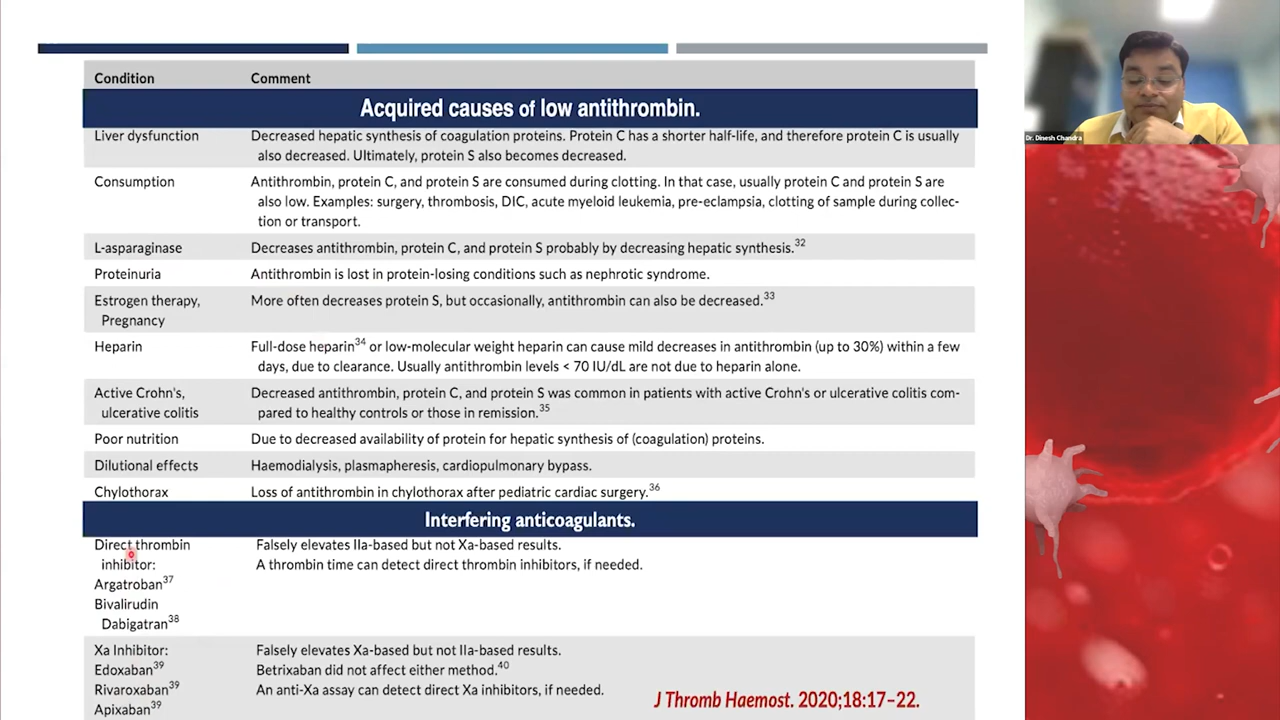 Condition Comment
Acquired causes of low antithrombin.
Liver dysfunction Decreased hepatic synthesis of coagulation proteins. Protein C has a shorter half-life, and therefore protein C is usually
also decreased. Ultimately, protein S also becomes decreased.
Consumption Antithrombin, protein C, and protein S are consumed during clotting. In that case, usually protein C and protein S are
also low. Examples: surgery, thrombosis, DIC, acute myeloid leukemia, pre-eclampsia, clotting of sample during collec-
tion or transport.
L-asparaginase Decreases antithrombin, protein C, and protein S probably by decreasing hepatic synthesis.32
Proteinuria Antithrombin is lost in protein-losing conditions such as nephrotic syndrome.
Estrogen therapy, More often decreases protein S, but occasionally, antithrombin can also be decreased.33
Pregnancy
Heparin Full-dose heparin34 or low-molecular weight heparin can cause mild decreases in antithrombin (up to 30%) within a few
days, due to clearance. Usually antithrombin levels < 70 IU/dL are not due to heparin alone.
Active Crohn's, Decreased antithrombin, protein C, and protein S was common in patients with active Crohn's or ulcerative colitis com-
ulcerative colitis pared to healthy controls or those in remission.35
Poor nutrition Due to decreased availability of protein for hepatic synthesis of (coagulation) proteins.
Dilutional effects Haemodialysis, plasmapheresis, cardiopulmonary bypass.
Chylothorax Loss of antithrombin in chylothorax after pediatric cardiac surgery.36
Interfering anticoagulants.
Direct thrombin Falsely elevates IIa-based but not Xa-based results.
inhibitor: A thrombin time can detect direct thrombin inhibitors, if needed.
Argatroban37
Bivalirudin
Dabigatran38
Xa Inhibitor: Falsely elevates Xa-based but not IIa-based results.
Edoxaban39 Betrixaban did not affect either method.40
Rivaroxaban39 An anti-Xa assay can detect direct Xa inhibitors, if needed.
Apixaban39
J Thromb Haemost. 2020;18:17–22.
Dr. Dinesh Chandra